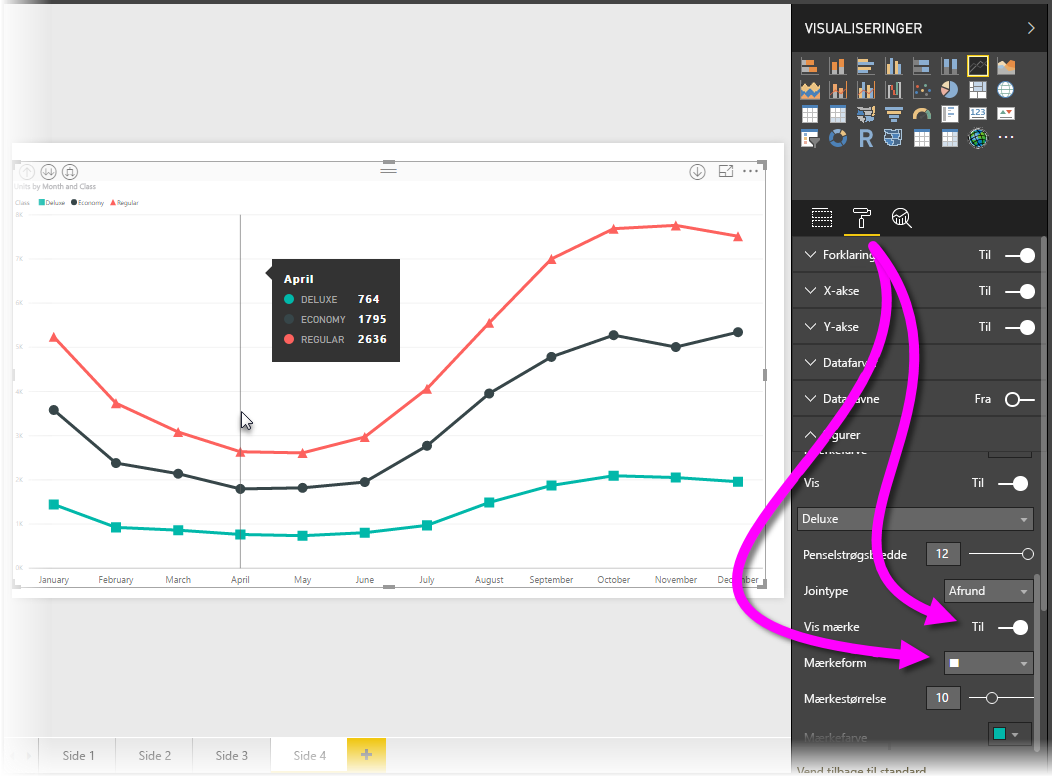 VISUALISERINGER
Units by Month and Class
Class Deluxe Economy Regular
8K
7K
6K
5K
4K
3K
2K
1K
0K
April
DELUXE 764
ECONOMY 1795
REGULAR 2636
January February March April May June July August September October November December
Side 1 Side 2 Side 3 Side 4 +
R
123
Forklaring Til
X-akse Til
Y-akse Til
Datafarver
Fra
Figurer
Mærkefarve
Vis Til
Deluxe
Penselstrøgsbredde 12
Jointype Afrund
Vis mærke Til
Mærkeform
Mærkestørrelse 10
Mærkefarve
Vend tilbage til standard